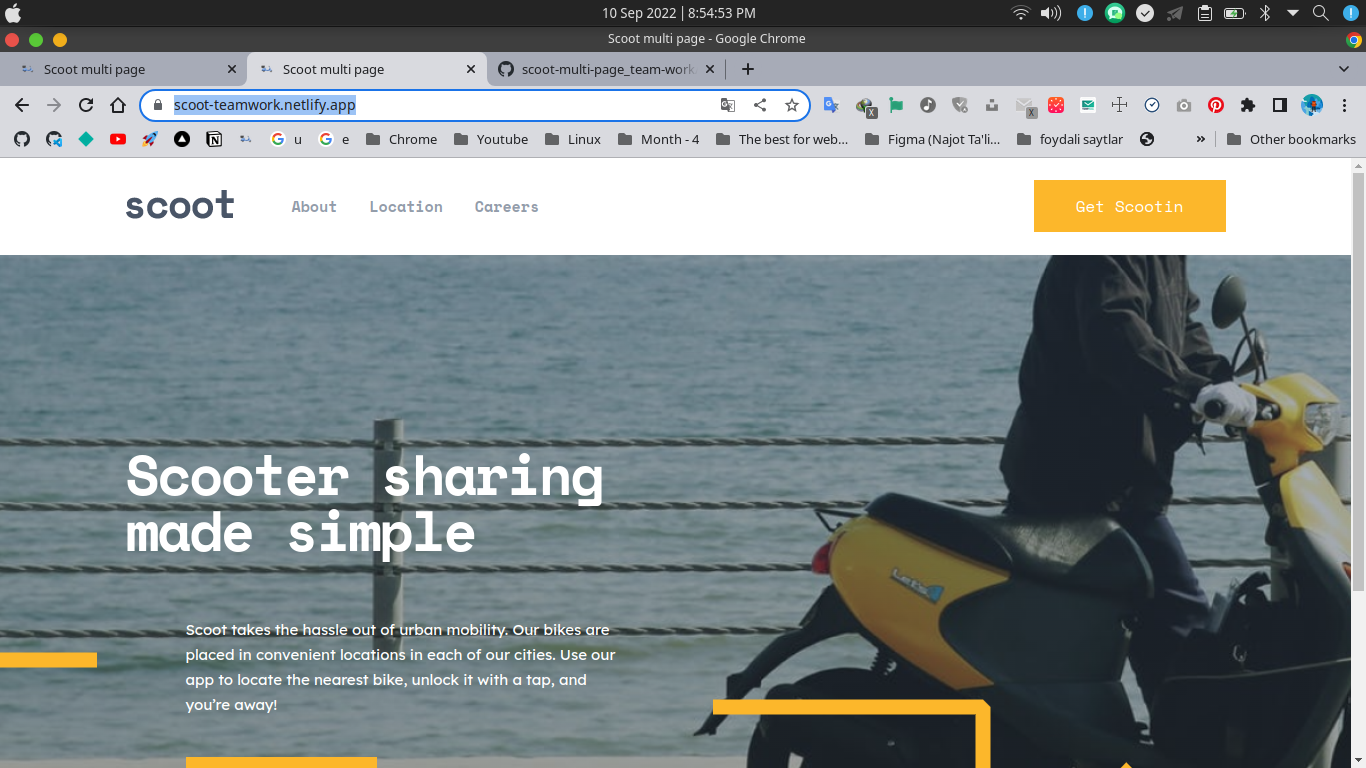 10 Sep 2022 | 8:54:53 PM
Scoot multi page - Google Chrome
Scoot multi page
Scoot multi page
scoot-multi-page_team-work
scoot-teamwork.netlify.app
u
e
Chrome
Youtube
Linux
Month - 4
The best for web...
Figma (Najot Ta'li...
foydali saytlar
Other bookmarks
scoot
About
Location
Careers
Get Scootin
Scooter sharing
made simple
Scoot takes the hassle out of urban mobility. Our bikes are
placed in convenient locations in each of our cities. Use our
app to locate the nearest bike, unlock it with a tap, and
you’re away!